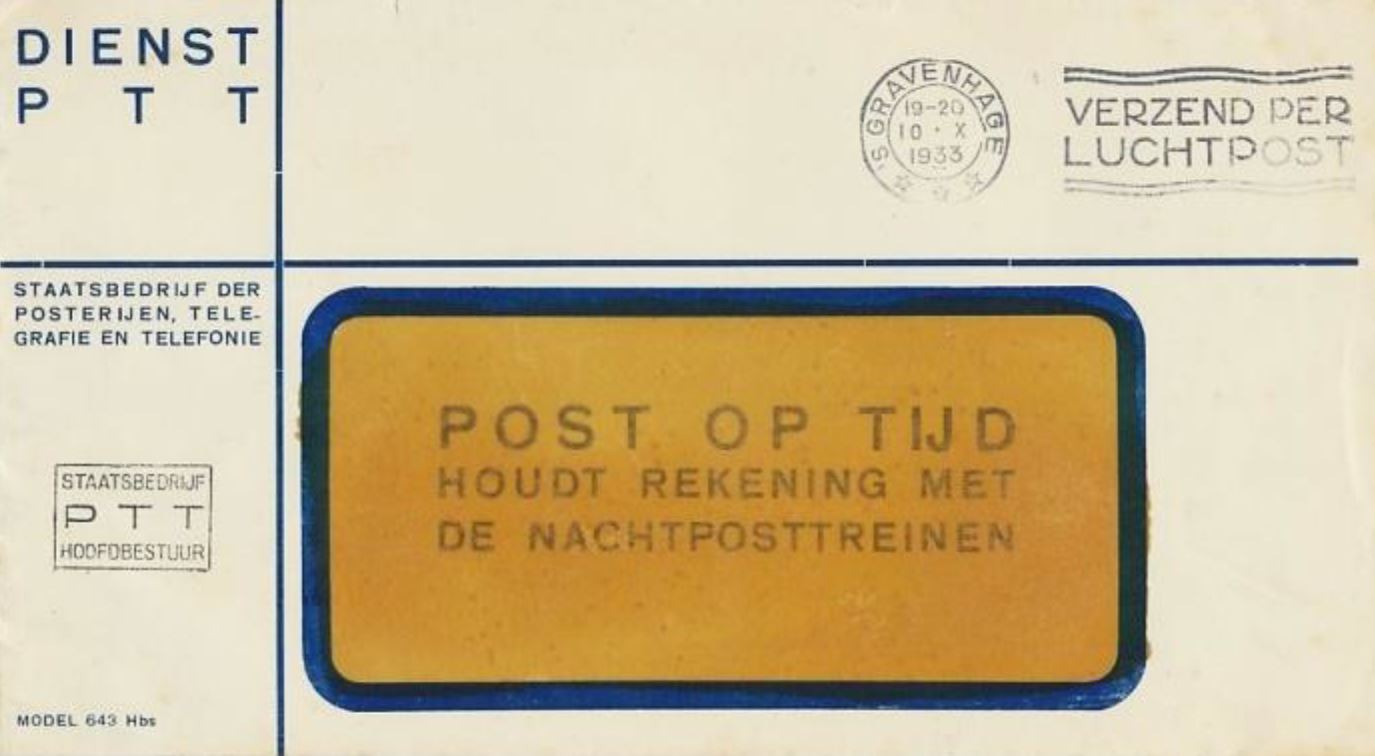 DIENST
PTT
'S GRAVENHAGE
19-20
10·X
1933
VERZEND PER
LUCHTPOST
STAATSBEDRIJF DER
POSTERIJEN, TELE-
GRAFIE EN TELEFONIE
POST OP TIJD
HOUDT REKENING MET
DE NACHTPOSTTREINEN
STAATSBEDRIJF
PTT
HOOFDBESTUUR
MODEL 643 Hbs